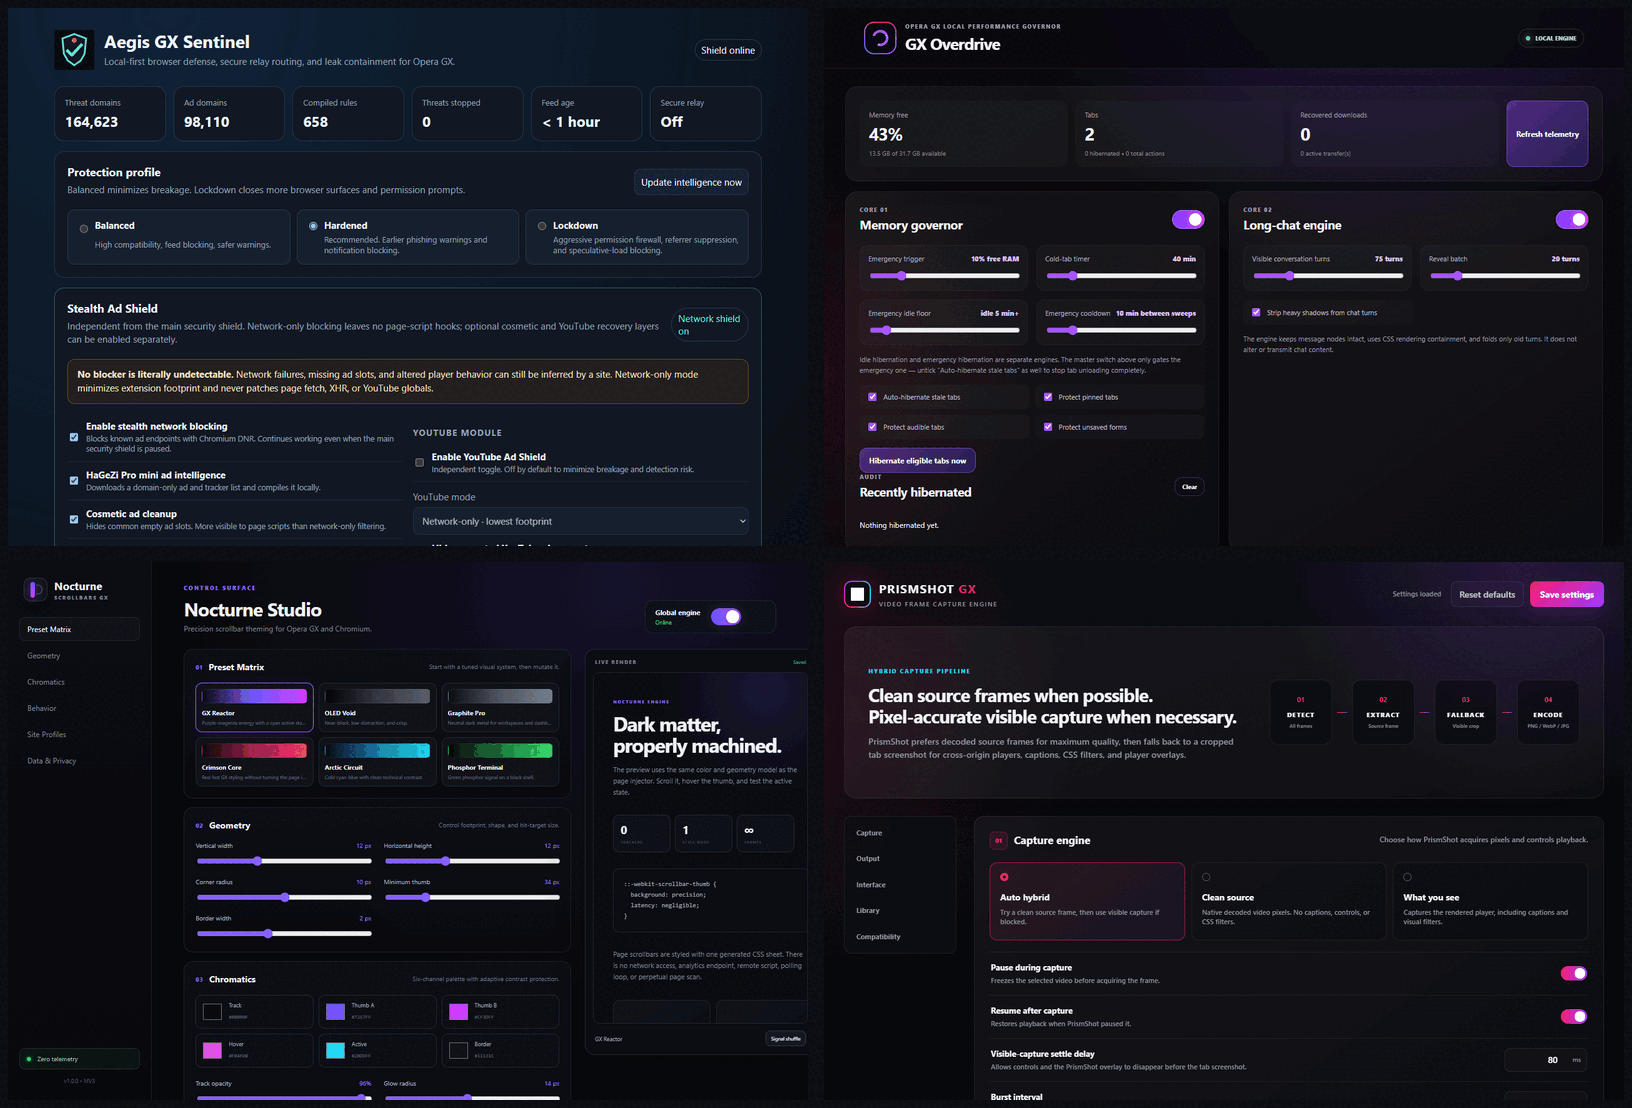 Aegis GX Sentinel
Local-first browser defense, secure relay routing, and leak containment for Opera GX.
Shield online
Threat domains
164,623
Ad domains
98,110
Compiled rules
658
Threats stopped
0
Feed age
< 1 hour
Secure relay
Off
Protection profile
Balanced minimizes breakage. Lockdown closes more browser surfaces and permission prompts.
Update intelligence now
Balanced
High compatibility, feed blocking, safer warnings.
Hardened
Recommended. Earlier phishing warnings and
notification blocking.
Lockdown
Aggressive permission firewall, referrer suppression,
and speculative-load blocking.
Stealth Ad Shield
Independent from the main security shield. Network-only blocking leaves no page-script hooks; optional cosmetic and YouTube recovery layers
can be enabled separately.
Network shield
on
No blocker is literally undetectable. Network failures, missing ad slots, and altered player behavior can still be inferred by a site. Network-only mode
minimizes extension footprint and never patches page fetch, XHR, or YouTube globals.
Enable stealth network blocking
Blocks known ad endpoints with Chromium DNR. Continues working even when the main
security shield is paused.
HaGeZi Pro mini ad intelligence
Downloads a domain-only ad and tracker list and compiles it locally.
Cosmetic ad cleanup
Hides common empty ad slots. More visible to page scripts than network-only filtering.
YOUTUBE MODULE
Enable YouTube Ad Shield
Independent toggle. Off by default to minimize breakage and detection risk.
YouTube mode
Network-only - lowest footprint
OPERA GX LOCAL PERFORMANCE GOVERNOR
GX Overdrive
LOCAL ENGINE
Memory free
43%
13.5 GB of 31.7 GB available
Tabs
2
0 hibernated • 0 total actions
Recovered downloads
0
0 active transfer(s)
Refresh telemetry
CORE 01
Memory governor
Emergency trigger
10% free RAM
Cold-tab timer
40 min
Emergency idle floor
idle 5 min+
Emergency cooldown
10 min between sweeps
Idle hibernation and emergency hibernation are separate engines. The master switch above only gates the
emergency one — untick "Auto-hibernate stale tabs" as well to stop tab unloading completely.
Auto-hibernate stale tabs
Protect pinned tabs
Protect audible tabs
Protect unsaved forms
Hibernate eligible tabs now
AUDIT
Recently hibernated
Clear
Nothing hibernated yet.
CORE 02
Long-chat engine
Visible conversation turns
75 turns
Reveal batch
20 turns
Strip heavy shadows from chat turns
The engine keeps message nodes intact, uses CSS rendering containment, and folds only old turns. It does not
alter or transmit chat content.
Nocturne
SCROLLBARS GX
Preset Matrix
Geometry
Chromatics
Behavior
Site Profiles
Data & Privacy
Zero telemetry
v1.0.0 • MV3
CONTROL SURFACE
Nocturne Studio
Precision scrollbar theming for Opera GX and Chromium.
Global engine
Online
01 Preset Matrix
Start with a tuned visual system, then mutate it.
GX Reactor
OLED Void
Near-black, low-distraction, and crisp.
Graphite Pro
Crimson Core
Arctic Circuit
Cold cyan blue with clean technical contrast.
Phosphor Terminal
Green phosphor signal on a black shell.
02 Geometry
Control footprint, shape, and hit-target size.
Vertical width
12 px
Horizontal height
12 px
Corner radius
10 px
Minimum thumb
34 px
Border width
2 px
03 Chromatics
Six-channel palette with adaptive contrast protection.
Track
Thumb A
Thumb B
Hover
Active
Border
Track opacity
96%
Glow radius
14 px
LIVE RENDER
Saved
NOCTURNE ENGINE
Dark matter,
properly machined.
The preview uses the same color and geometry model as the
page injector. Scroll it, hover the thumb, and test the active
state.
0
1
∞
::-webkit-scrollbar-thumb {
background: precision;
latency: negligible;
}
Page scrollbars are styled with one generated CSS sheet. There
is no network access, analytics endpoint, remote script, polling
loop, or perpetual page scan.
GX Reactor
Signal shuffle
PRISMSHOT GX
VIDEO FRAME CAPTURE ENGINE
Settings loaded
Reset defaults
Save settings
HYBRID CAPTURE PIPELINE
Clean source frames when possible.
Pixel-accurate visible capture when necessary.
PrismShot prefers decoded source frames for maximum quality, then falls back to a cropped
tab screenshot for cross-origin players, captions, CSS filters, and player overlays.
01
DETECT
All frames
02
EXTRACT
Source frame
03
FALLBACK
Visible crop
04
ENCODE
PNG / WebP / JPG
Capture
Output
Interface
Library
Compatibility
01 Capture engine
Choose how PrismShot acquires pixels and controls playback.
Auto hybrid
Try a clean source frame, then use visible capture if
blocked.
Clean source
Native decoded video pixels. No captions, controls, or
CSS filters.
What you see
Captures the rendered player, including captions and
visual filters.
Pause during capture
Freezes the selected video before acquiring the frame.
Resume after capture
Restores playback when PrismShot paused it.
Visible-capture settle delay
Allows controls and the PrismShot overlay to disappear before the tab screenshot.
80 ms
Burst interval